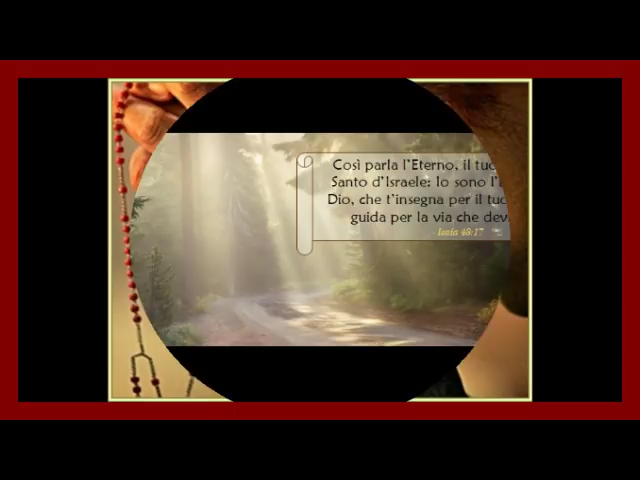 Così parla l'Eterno, il tuo
Santo d'Israele: Io sono l'
Dio, che t'insegna per il tuo
guida per la via che dev
- Isaia 48:17